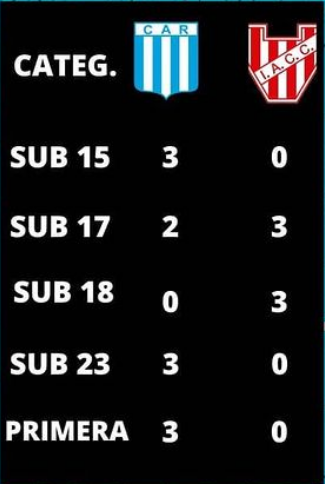 CAR
CATEG.
I.A.C.C.
SUB 15 3 0
SUB 17 2 3
SUB 18 0 3
SUB 23 3 0
PRIMERA 3 0